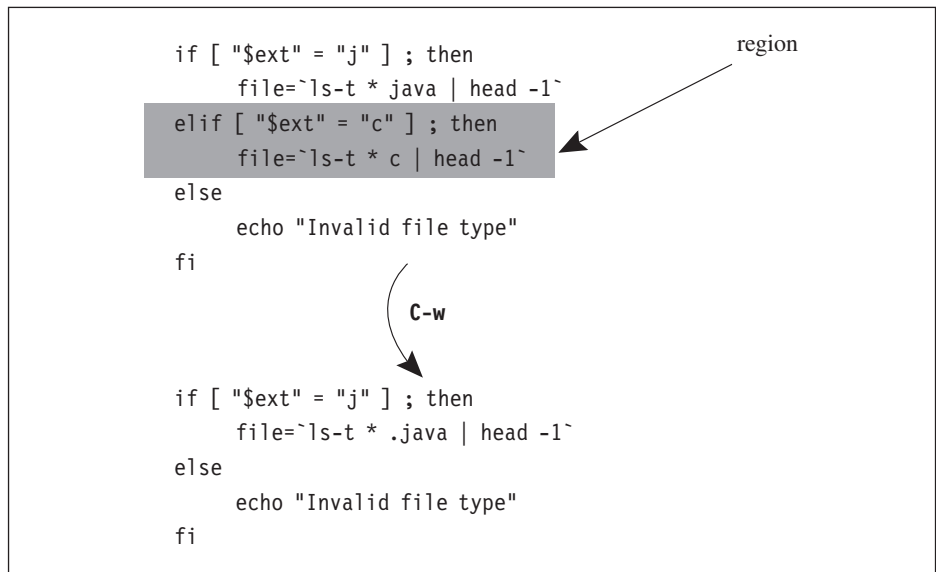 if [ "$ext" = "j" ] ; then
region
file=`ls-t * java | head -1`
elif [ "$ext" = "c" ] ; then
file=`ls-t * c | head -1`
else
echo "Invalid file type"
fi
C-w
if [ "$ext" = "j" ] ; then
file=`ls-t * .java | head -1`
else
echo "Invalid file type"
fi